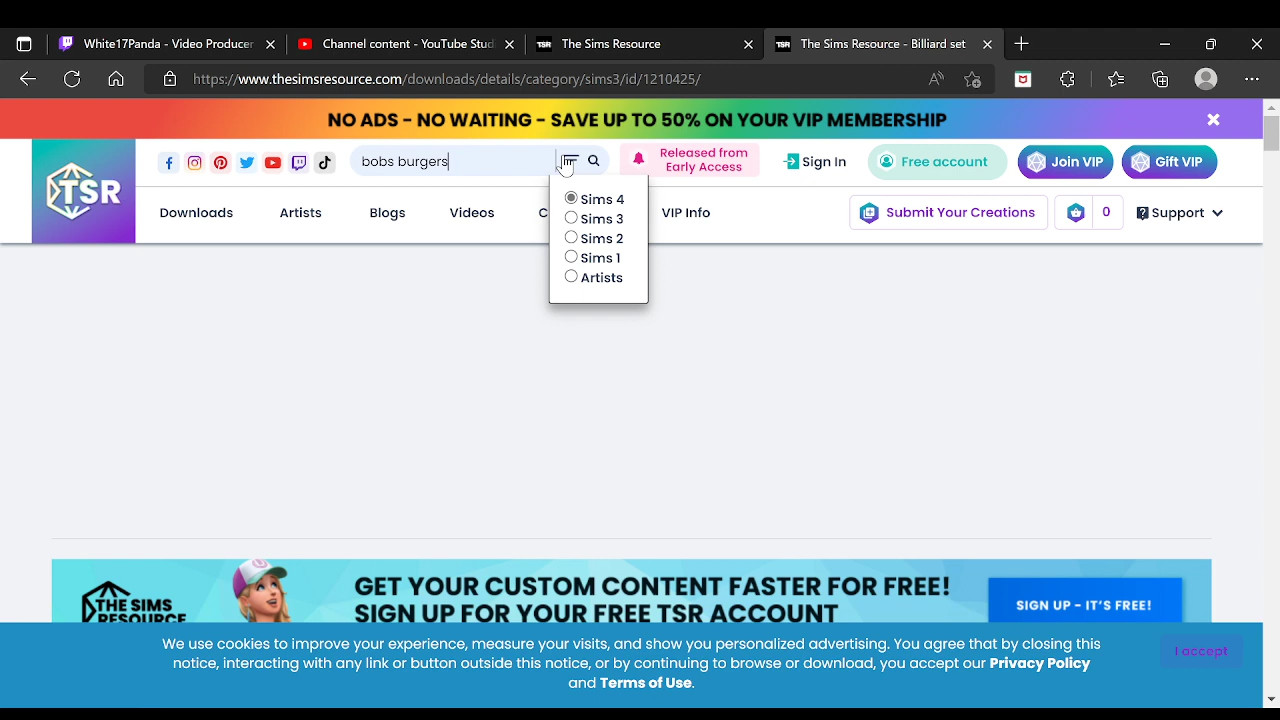 White17Panda - Video Producer
Channel content - YouTube Stud
TSR The Sims Resource
TSR The Sims Resource - Billiard set
https://www.thesimsresource.com/downloads/details/category/sims3/id/1210425/
NO ADS - NO WAITING - SAVE UP TO 50% ON YOUR VIP MEMBERSHIP
TSR
bobs burgers
Released from
Early Access
Sign In
Free account
Join VIP
Gift VIP
Downloads
Artists
Blogs
Videos
C
VIP Info
Submit Your Creations
0
Support
Sims 4
Sims 3
Sims 2
Sims 1
Artists
THE SIMS
RESOURCE
GET YOUR CUSTOM CONTENT FASTER FOR FREE!
SIGN UP FOR YOUR FREE TSR ACCOUNT
SIGN UP - IT'S FREE!
We use cookies to improve your experience, measure your visits, and show you personalized advertising. You agree that by closing this
notice, interacting with any link or button outside this notice, or by continuing to browse or download, you accept our Privacy Policy
and Terms of Use.
I accept